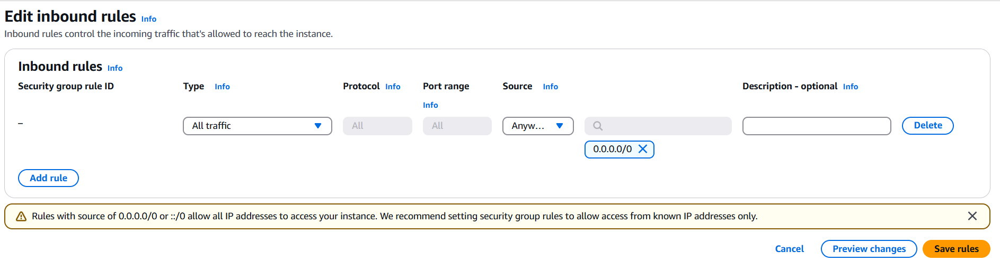 Edit inbound rules Info
Inbound rules control the incoming traffic that's allowed to reach the instance.
Inbound rules Info
Security group rule ID Type Info Protocol Info Port range Info Source Info Description - optional Info
– All traffic All All Anyw... Delete
0.0.0.0/0
Add rule
Rules with source of 0.0.0.0/0 or ::/0 allow all IP addresses to access your instance. We recommend setting security group rules to allow access from known IP addresses only.
Cancel Preview changes Save rules